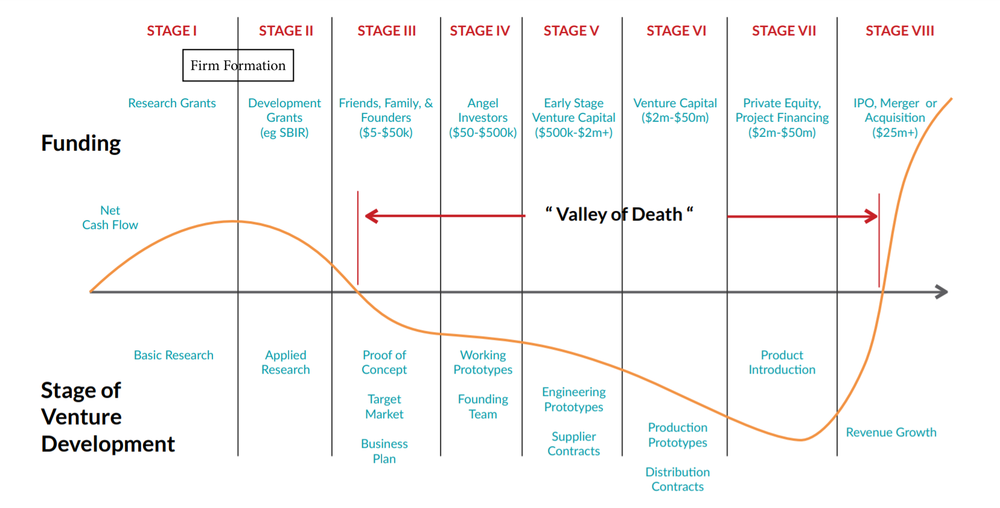 STAGE I
STAGE II
STAGE III
STAGE IV
STAGE V
STAGE VI
STAGE VII
STAGE VIII
Firm Formation
Funding
Research Grants
Development
Grants
(eg SBIR)
Friends, Family, &
Founders
($5-$50k)
Angel
Investors
($50-$500k)
Early Stage
Venture Capital
($500k-$2m+)
Venture Capital
($2m-$50m)
Private Equity,
Project Financing
($2m-$50m)
IPO, Merger or
Acquisition
($25m+)
Net
Cash Flow
“ Valley of Death “
Stage of
Venture
Development
Basic Research
Applied
Research
Proof of
Concept
Target
Market
Business
Plan
Working
Prototypes
Founding
Team
Engineering
Prototypes
Supplier
Contracts
Production
Prototypes
Distribution
Contracts
Product
Introduction
Revenue Growth